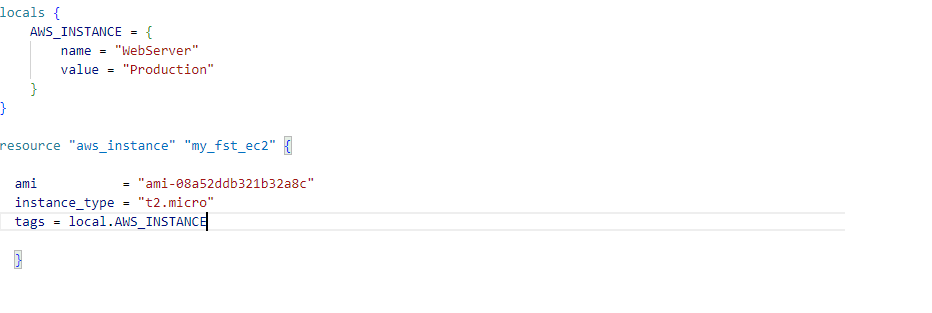 locals {
    AWS_INSTANCE = {
        name = "WebServer"
        value = "Production"
    }
}
resource "aws_instance" "my_fst_ec2" {
  ami           = "ami-08a52ddb321b32a8c"
  instance_type = "t2.micro"
  tags = local.AWS_INSTANCE
  }